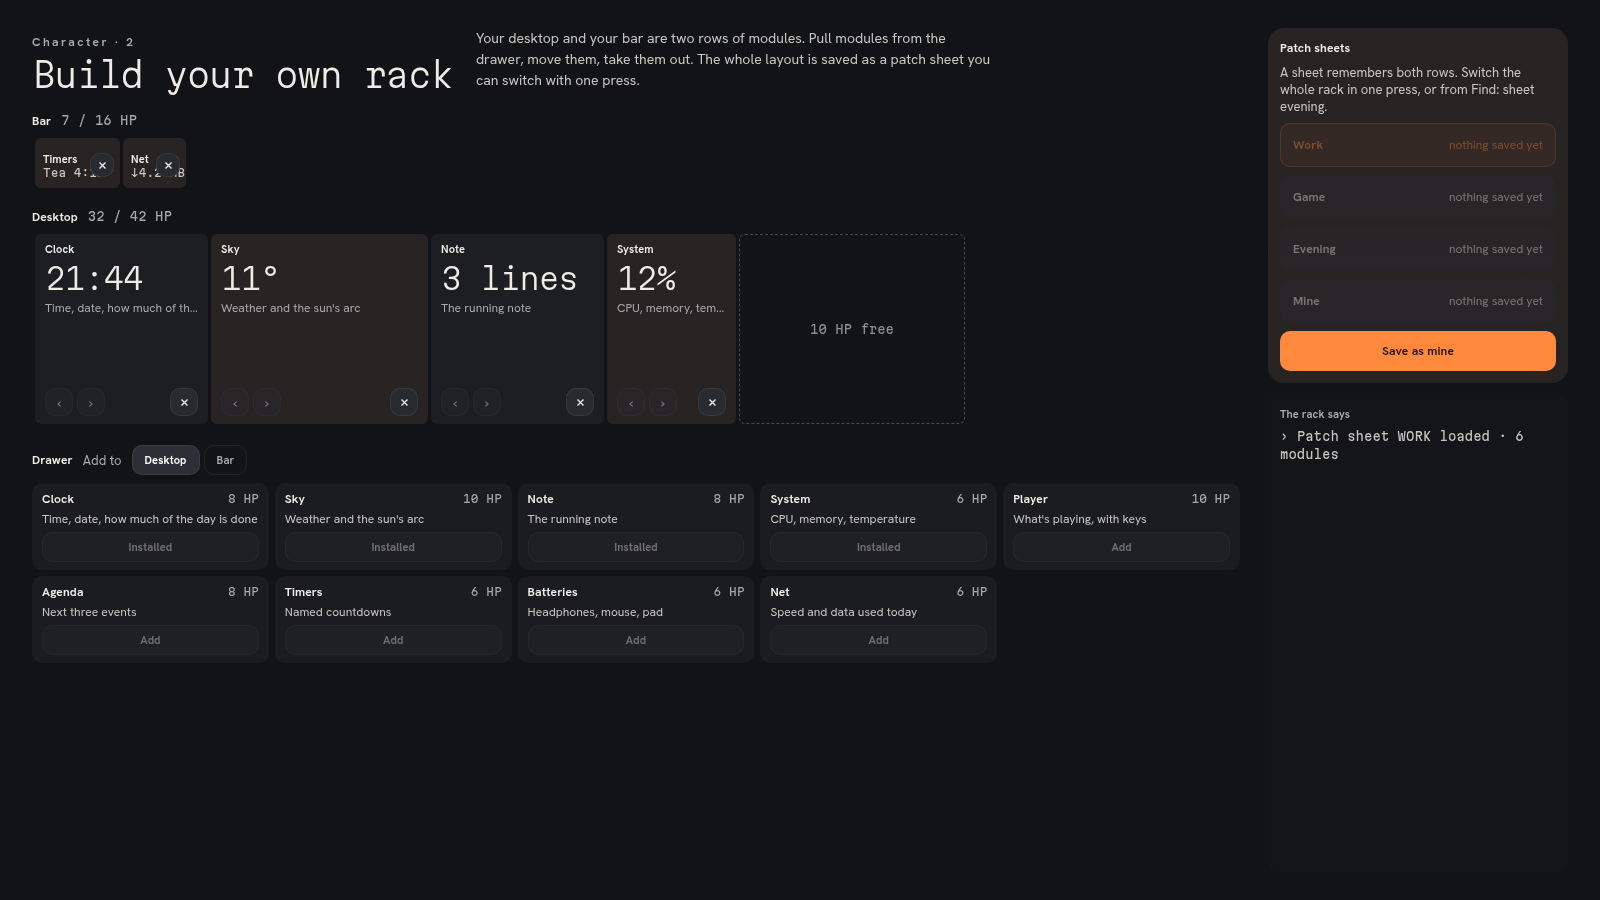 Character · 2
Build your own rack
Your desktop and your bar are two rows of modules. Pull modules from the
drawer, move them, take them out. The whole layout is saved as a patch sheet you
can switch with one press.
Bar 7 / 16 HP
Timers
Tea
×
Net
×
Desktop 32 / 42 HP
Clock
21:44
Time, date, how much of th...
‹ › ×
Sky
11°
Weather and the sun's arc
‹ › ×
Note
3 lines
The running note
‹ › ×
System
12%
CPU, memory, tem...
‹ › ×
10 HP free
Drawer Add to Desktop Bar
Clock 8 HP
Time, date, how much of the day is done
Installed
Sky 10 HP
Weather and the sun's arc
Installed
Note 8 HP
The running note
Installed
System 6 HP
CPU, memory, temperature
Installed
Player 10 HP
What's playing, with keys
Add
Agenda 8 HP
Next three events
Add
Timers 6 HP
Named countdowns
Add
Batteries 6 HP
Headphones, mouse, pad
Add
Net 6 HP
Speed and data used today
Add
Patch sheets
A sheet remembers both rows. Switch the
whole rack in one press, or from Find: sheet
evening.
Work nothing saved yet
Game nothing saved yet
Evening nothing saved yet
Mine nothing saved yet
Save as mine
The rack says
› Patch sheet WORK loaded · 6
modules